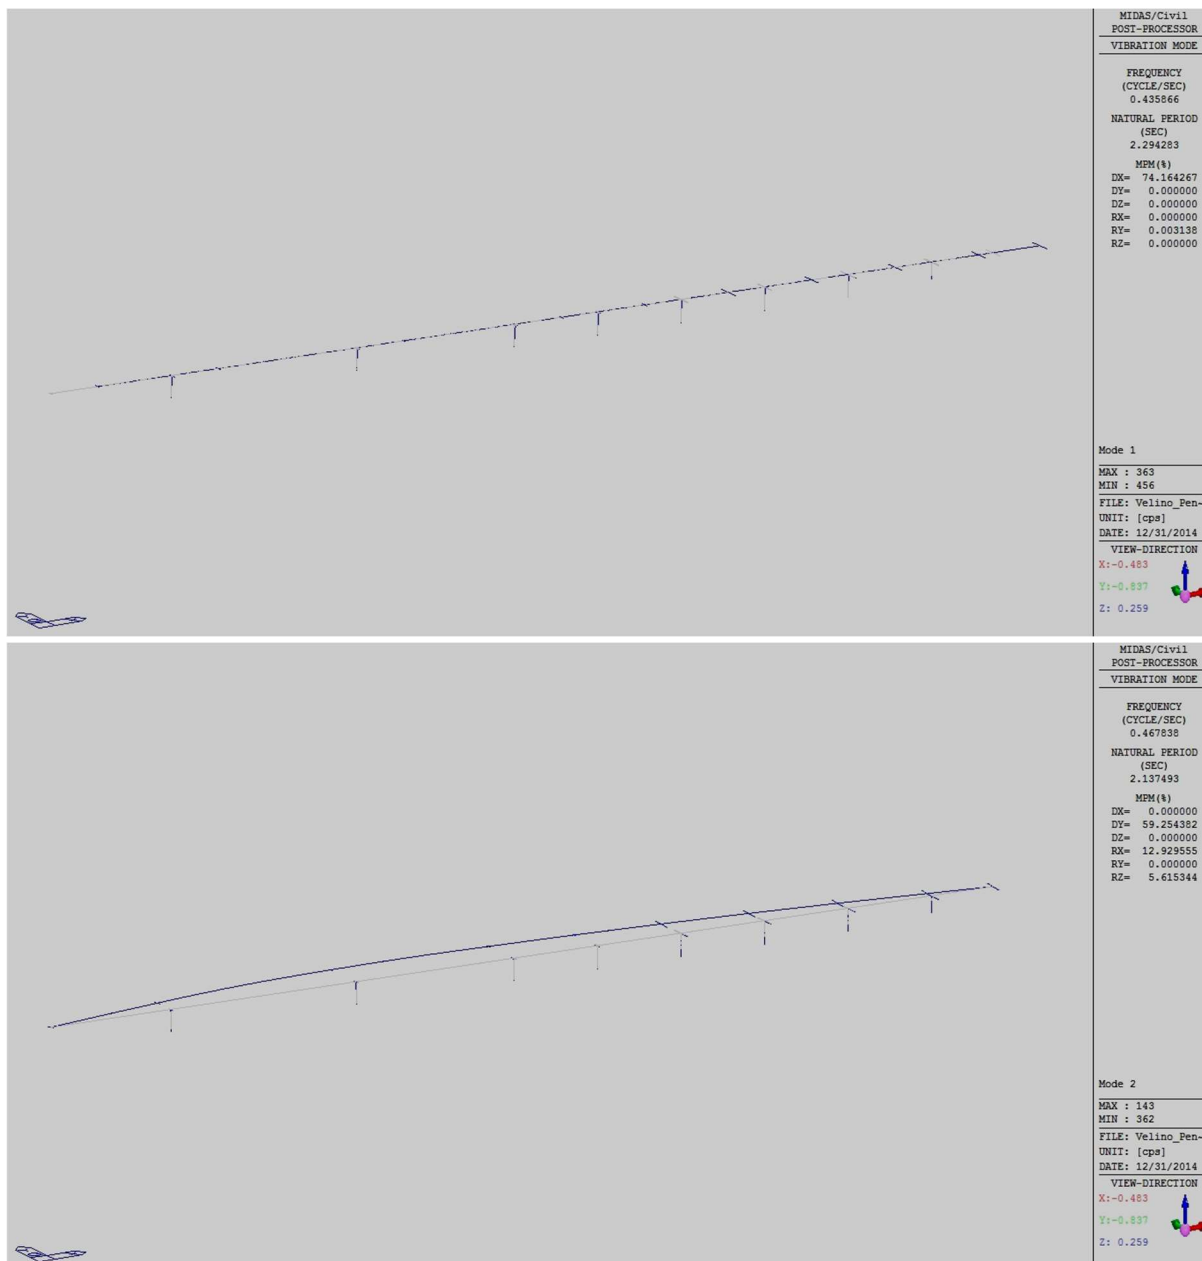 MIDAS/Civil
POST-PROCESSOR
VIBRATION MODE
FREQUENCY
(CYCLE/SEC)
0.435866
NATURAL PERIOD
(SEC)
2.294283
MPM(%)
DX= 74.164267
DY= 0.000000
DZ= 0.000000
RX= 0.000000
RY= 0.003138
RZ= 0.000000
Mode 1
MAX : 363
MIN : 456
FILE: Velino_Pen~
UNIT: [cps]
DATE: 12/31/2014
VIEW-DIRECTION
X:-0.483
Y:-0.837
Z: 0.259
MIDAS/Civil
POST-PROCESSOR
VIBRATION MODE
FREQUENCY
(CYCLE/SEC)
0.467838
NATURAL PERIOD
(SEC)
2.137493
MPM(%)
DX= 0.000000
DY= 59.254382
DZ= 0.000000
RX= 12.929555
RY= 0.000000
RZ= 5.615344
Mode 2
MAX : 143
MIN : 362
FILE: Velino_Pen~
UNIT: [cps]
DATE: 12/31/2014
VIEW-DIRECTION
X:-0.483
Y:-0.837
Z: 0.259